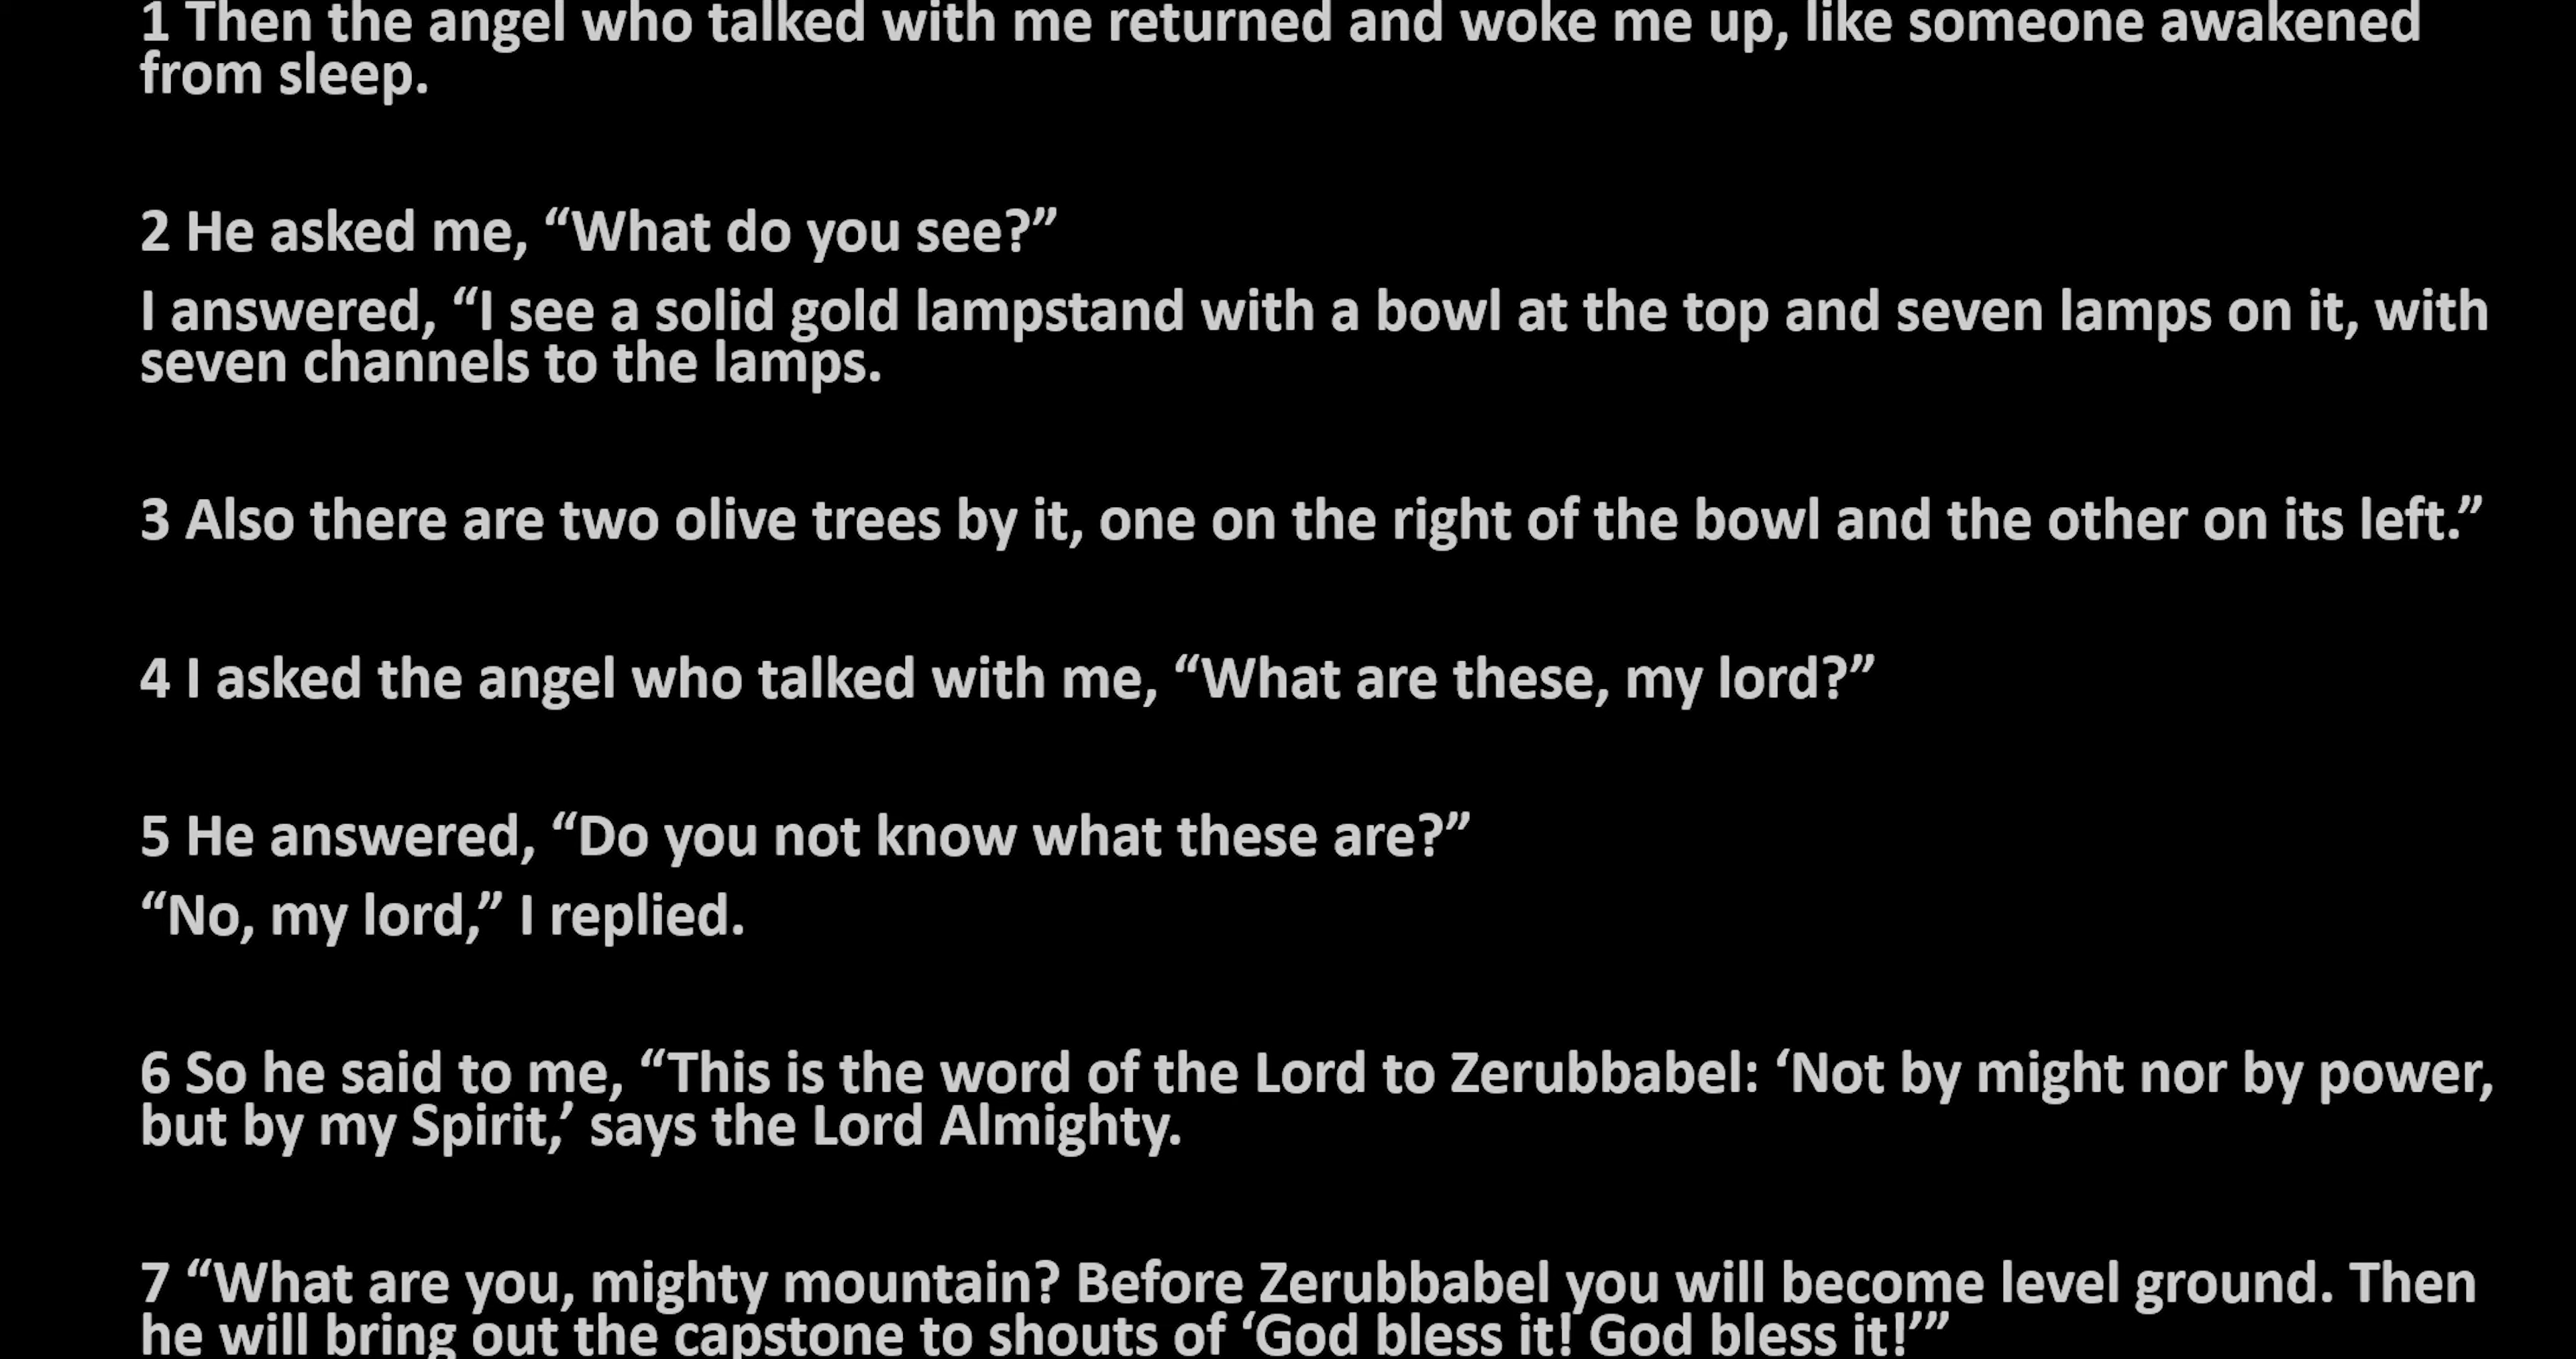 1 Then the angel who talked with me returned and woke me up, like someone awakened
from sleep.
2 He asked me, “What do you see?”
I answered, “I see a solid gold lampstand with a bowl at the top and seven lamps on it, with
seven channels to the lamps.
3 Also there are two olive trees by it, one on the right of the bowl and the other on its left.”
4 I asked the angel who talked with me, “What are these, my lord?”
5 He answered, “Do you not know what these are?”
“No, my lord,” I replied.
6 So he said to me, “This is the word of the Lord to Zerubbabel: ‘Not by might nor by power,
but by my Spirit,’ says the Lord Almighty.
7 “What are you, mighty mountain? Before Zerubbabel you will become level ground. Then
he will bring out the capstone to shouts of ‘God bless it! God bless it!’”